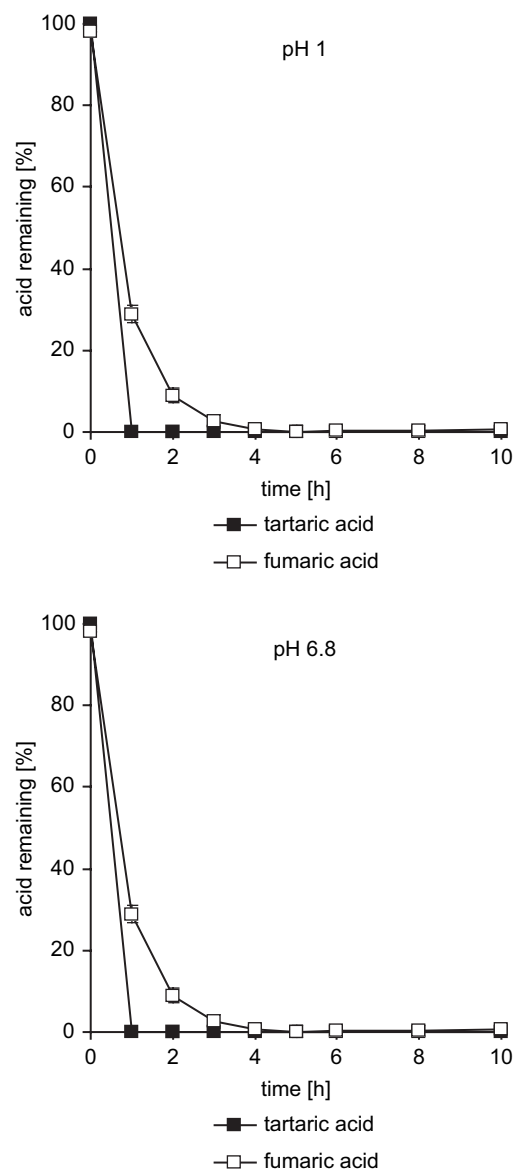 pH 1
acid remaining [%]
100
80
60
40
20
0
0 2 4 6 8 10
time [h]
tartaric acid
fumaric acid
pH 6.8
acid remaining [%]
100
80
60
40
20
0
0 2 4 6 8 10
time [h]
tartaric acid
fumaric acid